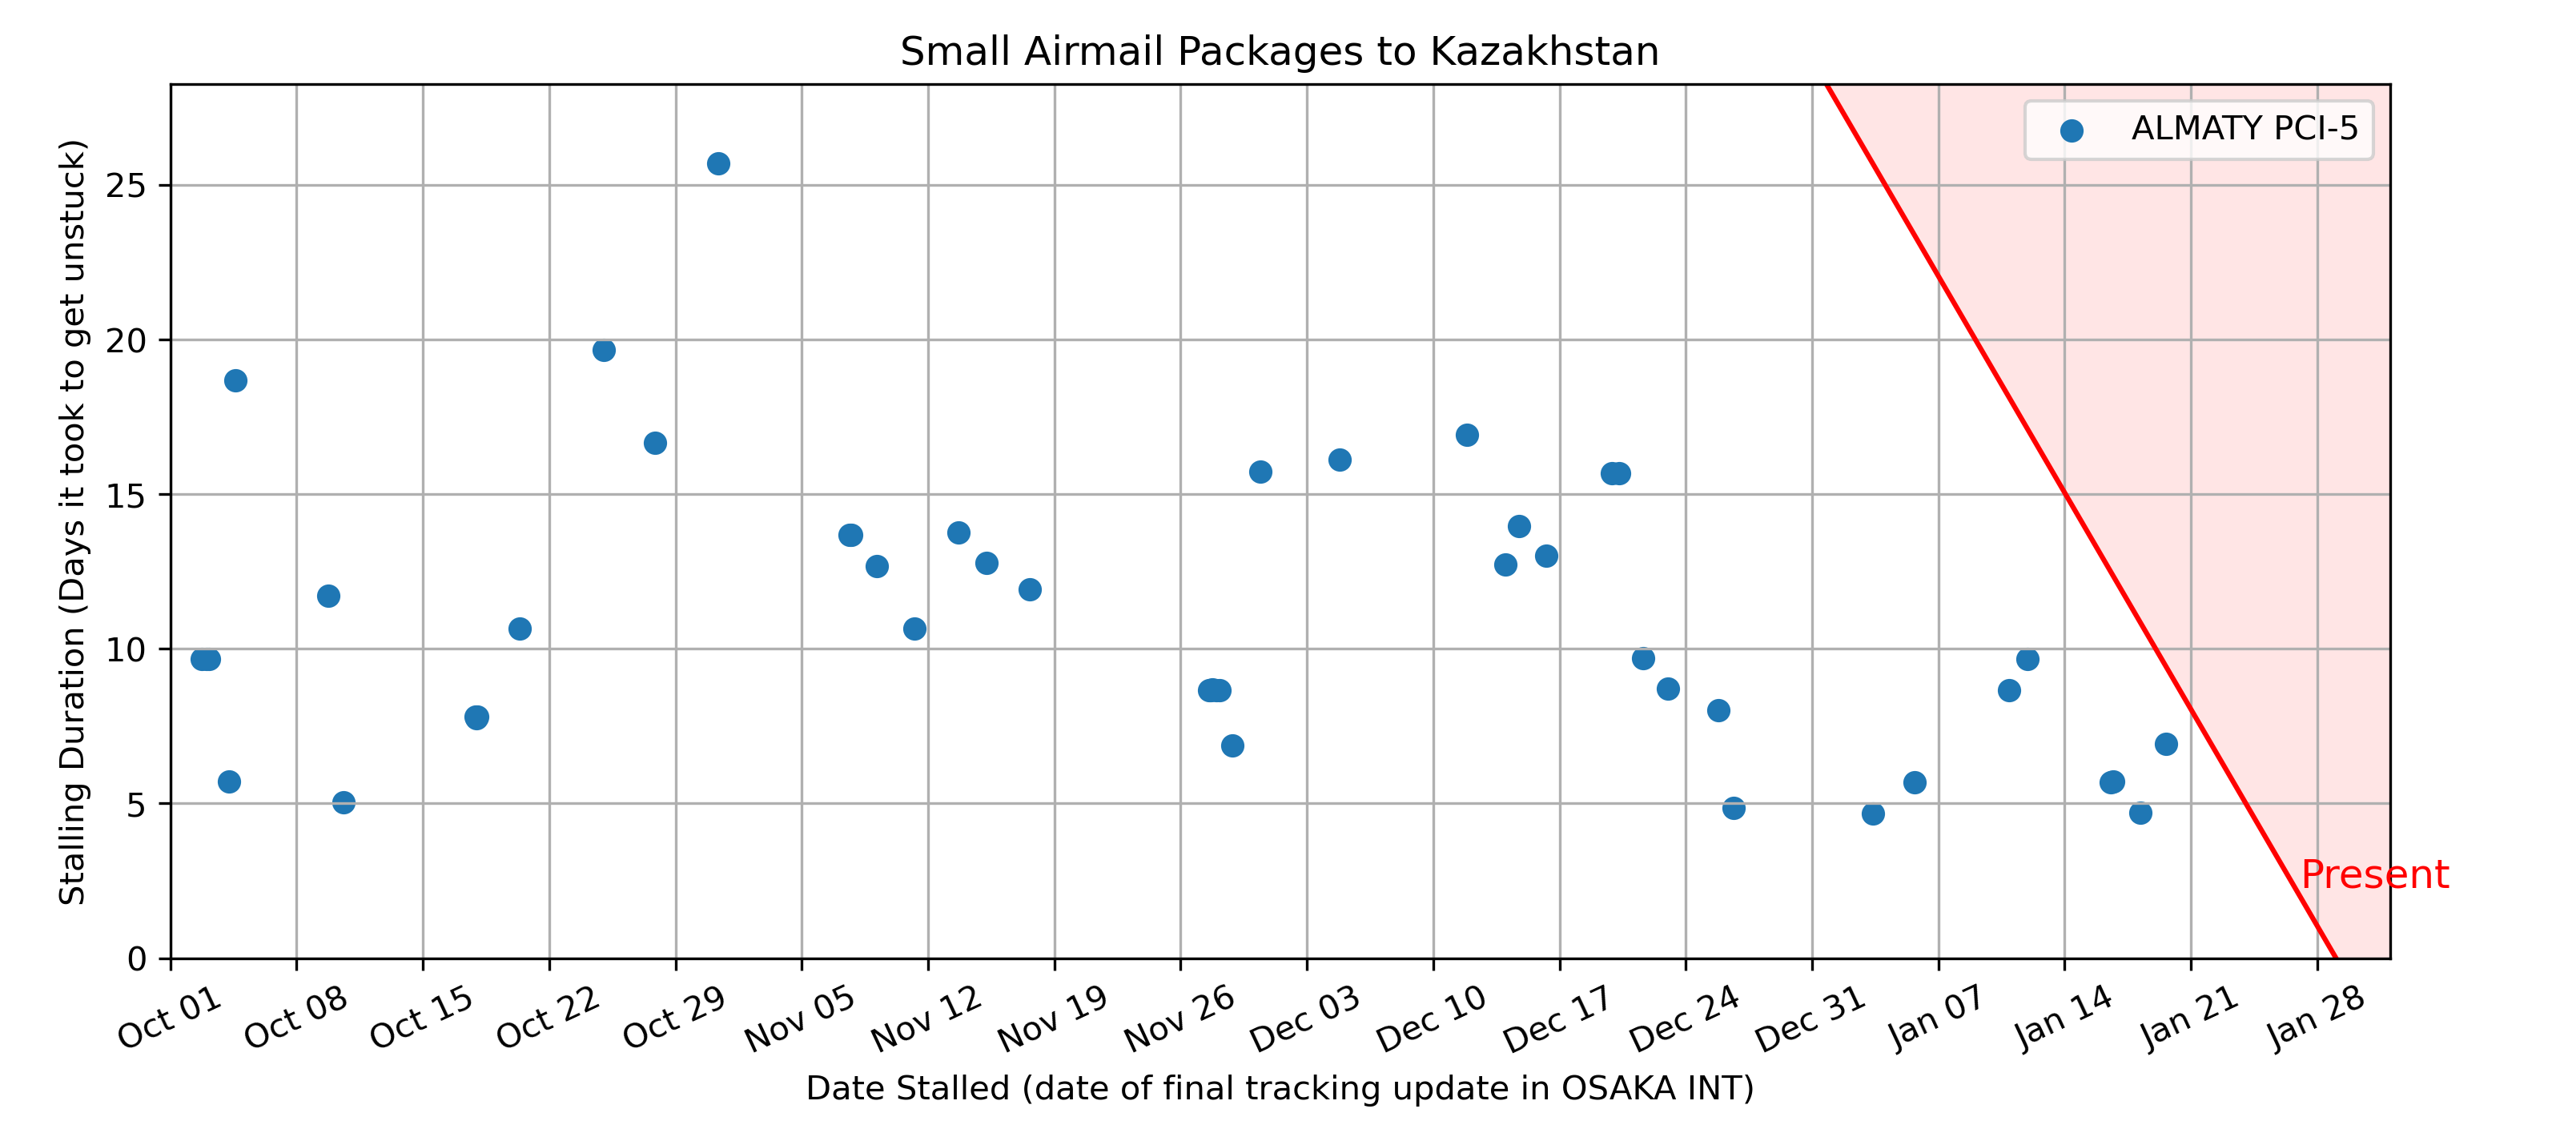 Small Airmail Packages to Kazakhstan
ALMATY PCI-5
Stalling Duration (Days it took to get unstuck)
25
20
15
10
5
0
Present
Oct 01
Oct 08
Oct 15
Oct 22
Oct 29
Nov 05
Nov 12
Nov 19
Nov 26
Dec 03
Dec 10
Dec 17
Dec 24
Dec 31
Jan 07
Jan 14
Jan 21
Jan 28
Date Stalled (date of final tracking update in OSAKA INT)